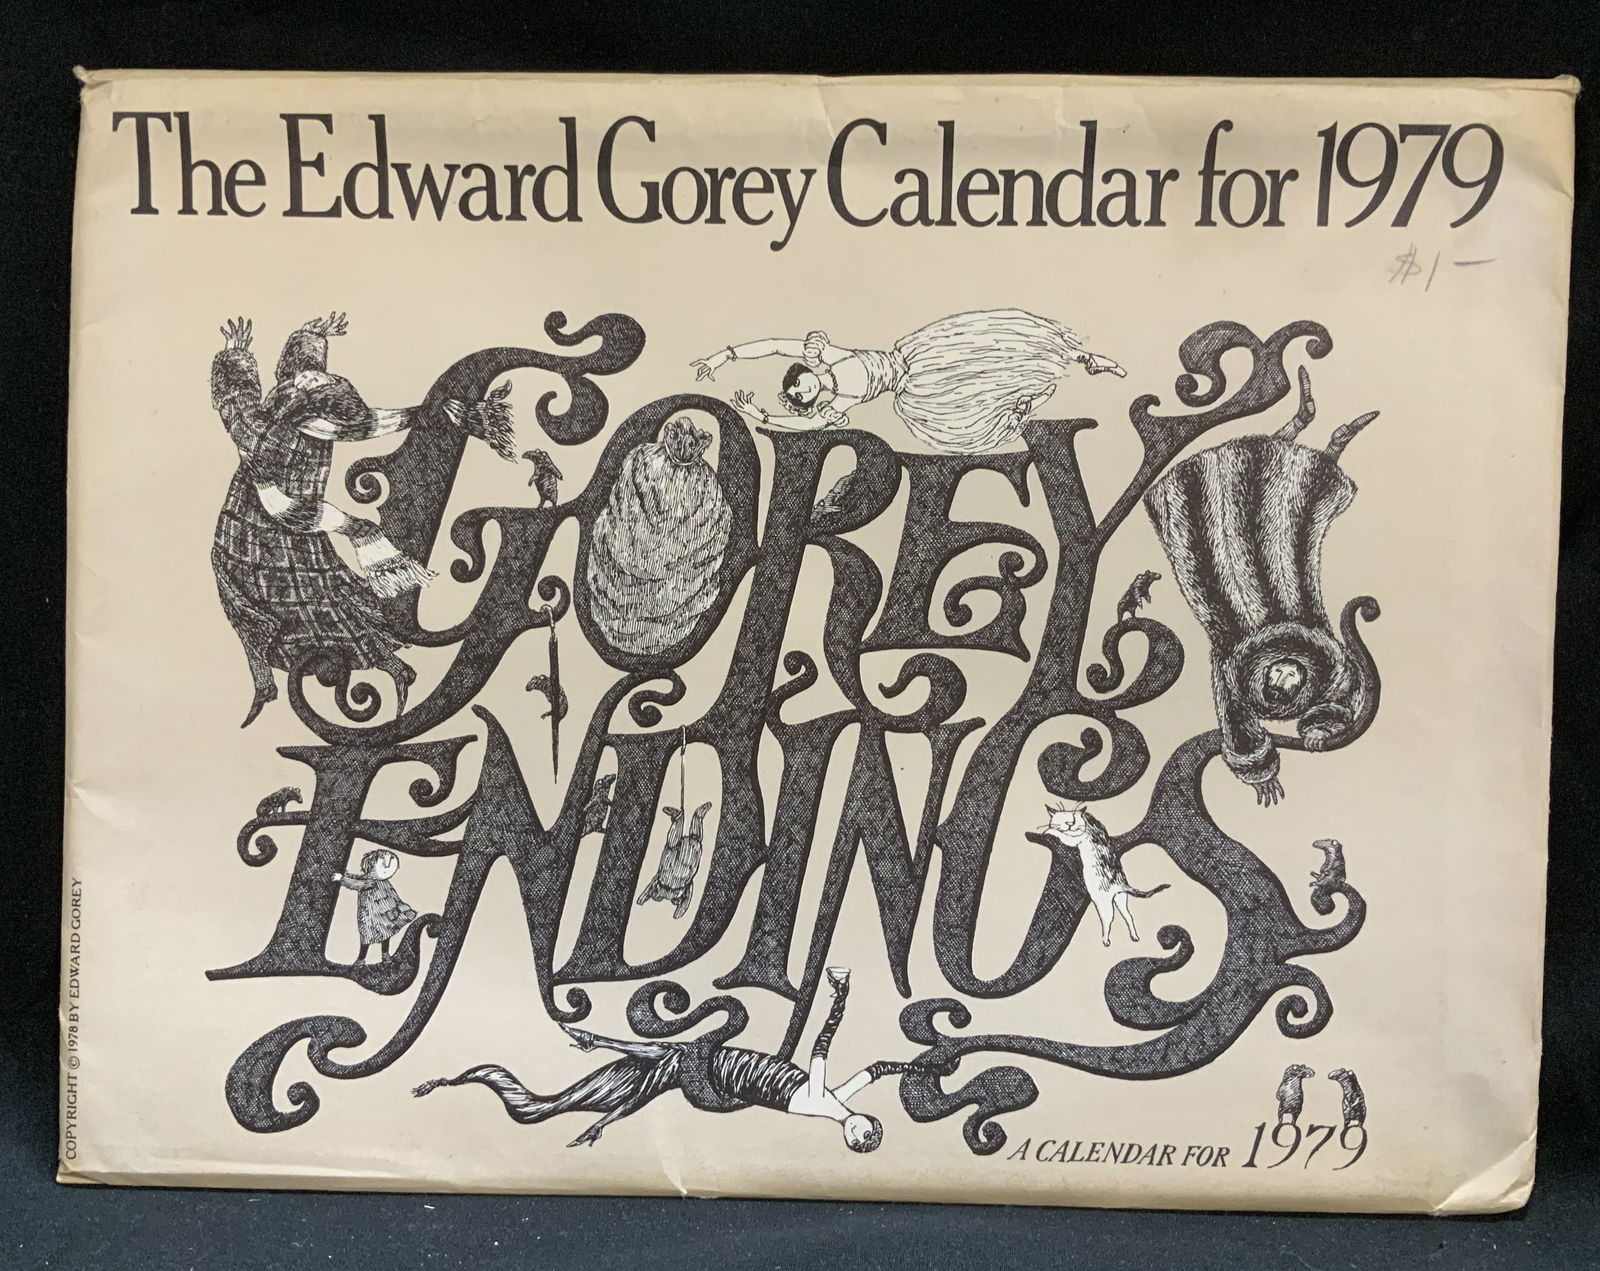 The Edward Gorey Calendar for 1979
$1–
GOREY
ENDINGS
A CALENDAR FOR 1979
COPYRIGHT © 1978 BY EDWARD GOREY